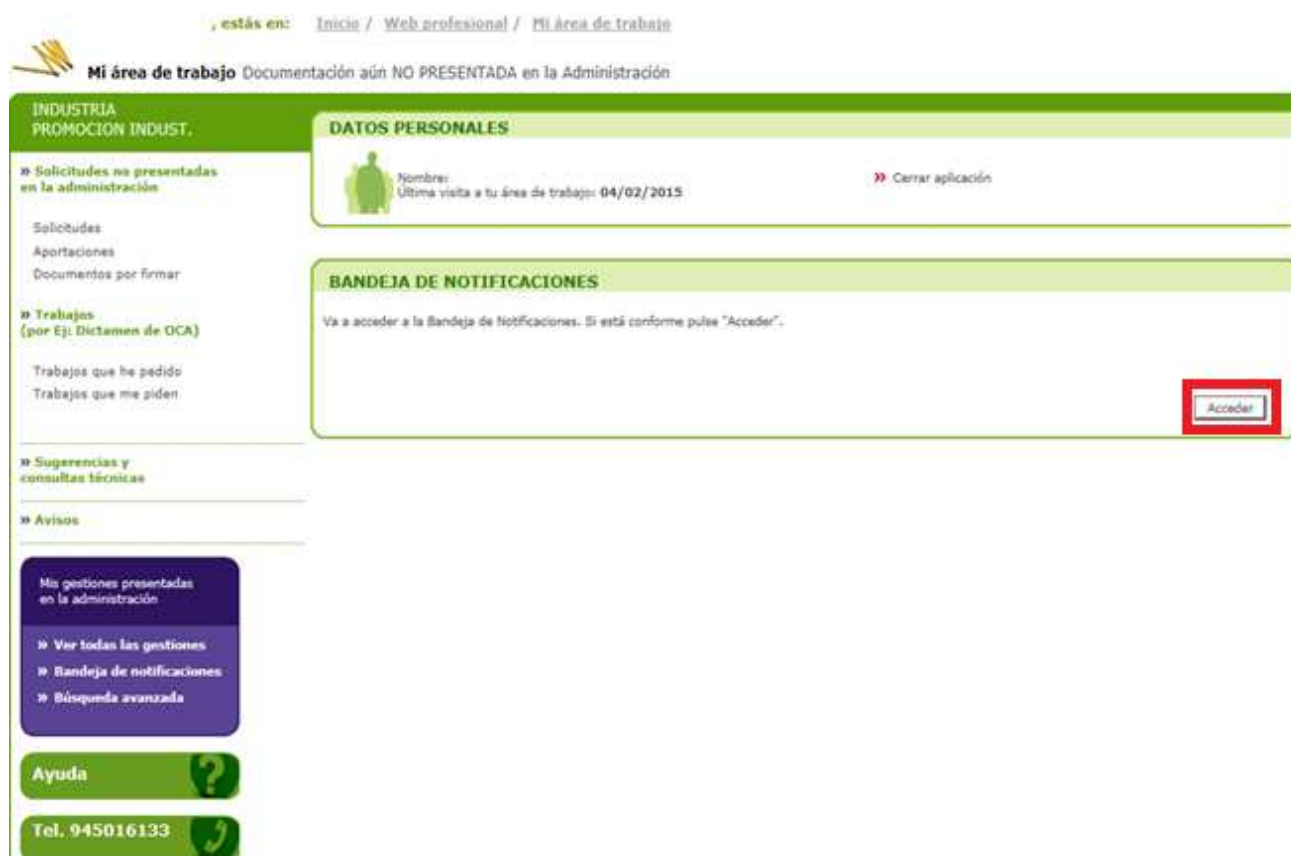 , estás en: Inicio / Web profesional / Mi área de trabajo
Mi área de trabajo Documentación aún NO PRESENTADA en la Administración
INDUSTRIA
PROMOCION INDUST.
» Solicitudes no presentadas
en la administración
Solicitudes
Aportaciones
Documentos por firmar
» Trabajos
(por Ej: Dictamen de OCA)
Trabajos que he pedido
Trabajos que me piden
» Sugerencias y
consultas técnicas
» Avisos
Mis gestiones presentadas
en la administración
» Ver todas las gestiones
» Bandeja de notificaciones
» Búsqueda avanzada
Ayuda
Tel. 945016133
DATOS PERSONALES
Nombre:
Última visita a tu área de trabajo: 04/02/2015
» Cerrar aplicación
BANDEJA DE NOTIFICACIONES
Va a acceder a la Bandeja de Notificaciones. Si está conforme pulse "Acceder".
Acceder